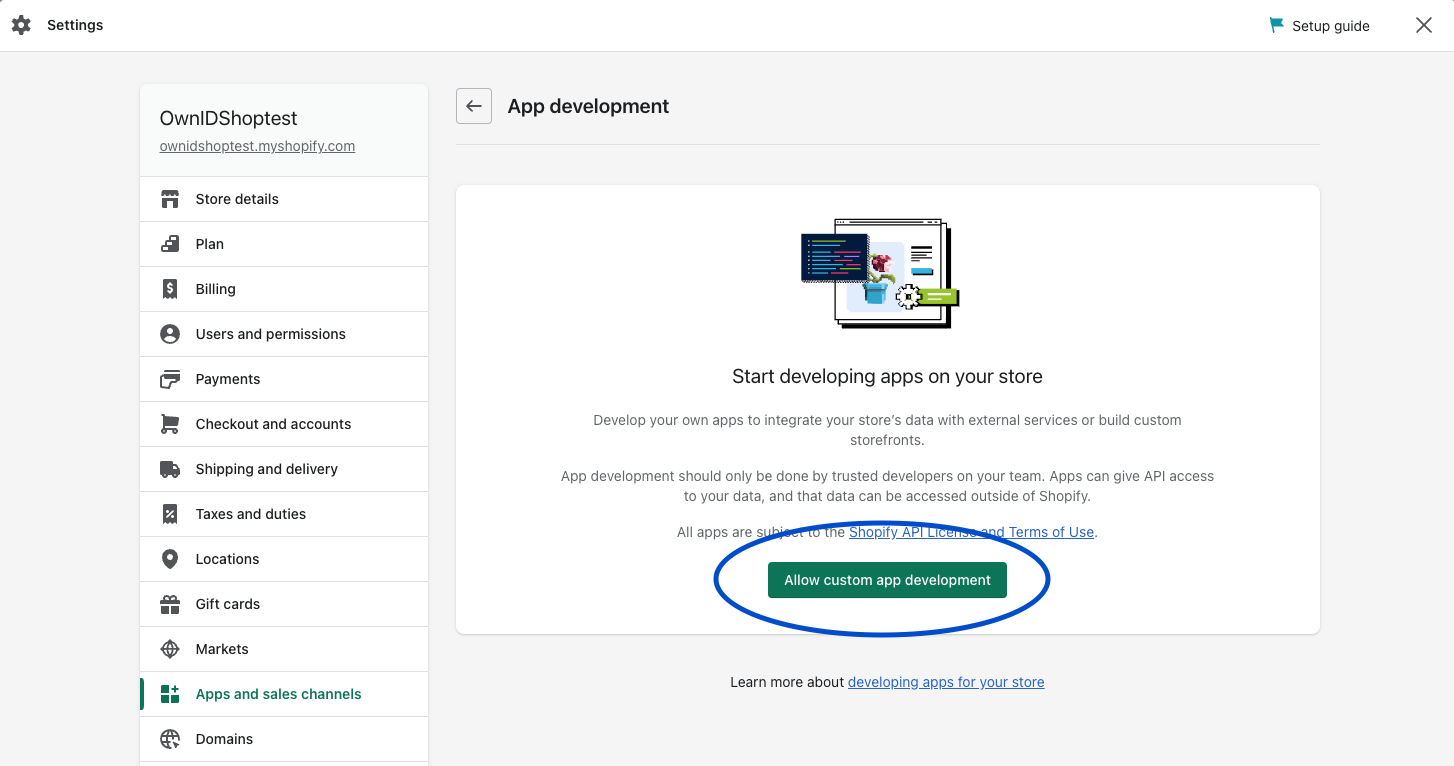 Settings
Setup guide
OwnIDShoptest
ownidshoptest.myshopify.com
Store details
Plan
Billing
Users and permissions
Payments
Checkout and accounts
Shipping and delivery
Taxes and duties
Locations
Gift cards
Markets
Apps and sales channels
Domains
App development
Start developing apps on your store
Develop your own apps to integrate your store's data with external services or build custom
storefronts.
App development should only be done by trusted developers on your team. Apps can give API access
to your data, and that data can be accessed outside of Shopify.
All apps are subject to the Shopify API License and Terms of Use.
Allow custom app development
Learn more about developing apps for your store